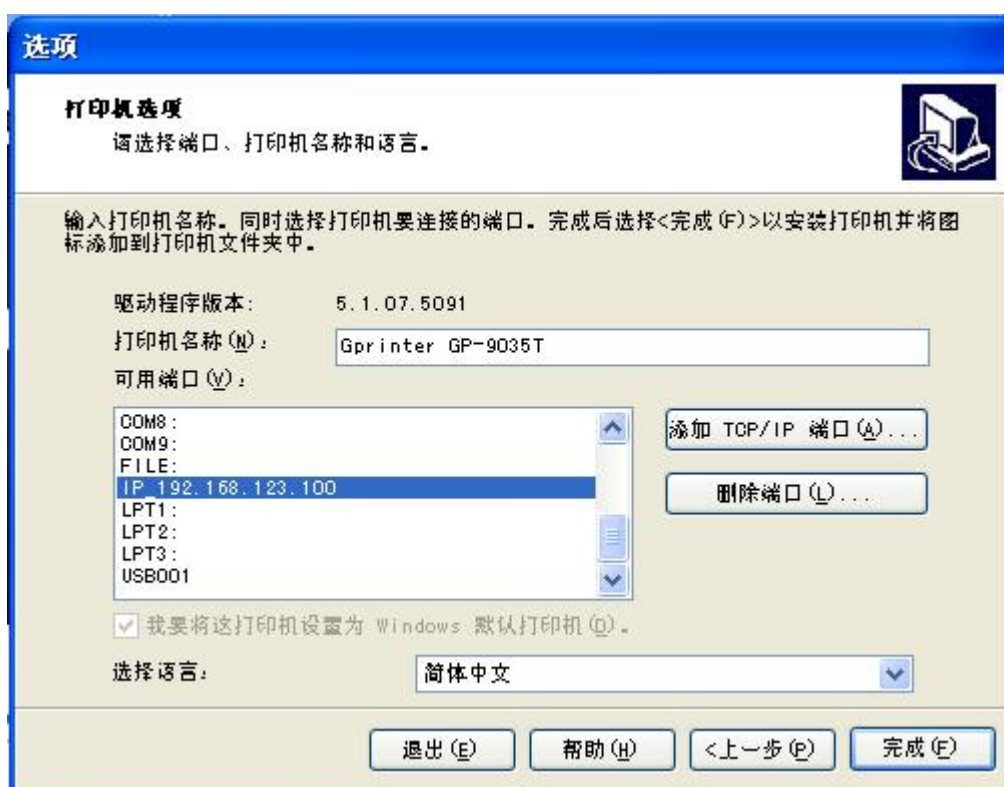 选项
打印机选项
请选择端口、打印机名称和语言。
输入打印机名称。同时选择打印机要连接的端口。完成后选择<完成(F)>以安装打印机并将图
标添加到打印机文件夹中。
驱动程序版本: 5.1.07.5091
打印机名称(N): Gprinter GP-9035T
可用端口(V):
COM8:
COM9:
FILE:
IP_192.168.123.100
LPT1:
LPT2:
LPT3:
USB001
添加 TCP/IP 端口(A)...
删除端口(L)...
我要将这打印机设置为 Windows 默认打印机(D)。
选择语言: 简体中文
退出(E) 帮助(H) <上一步(P) 完成(F)